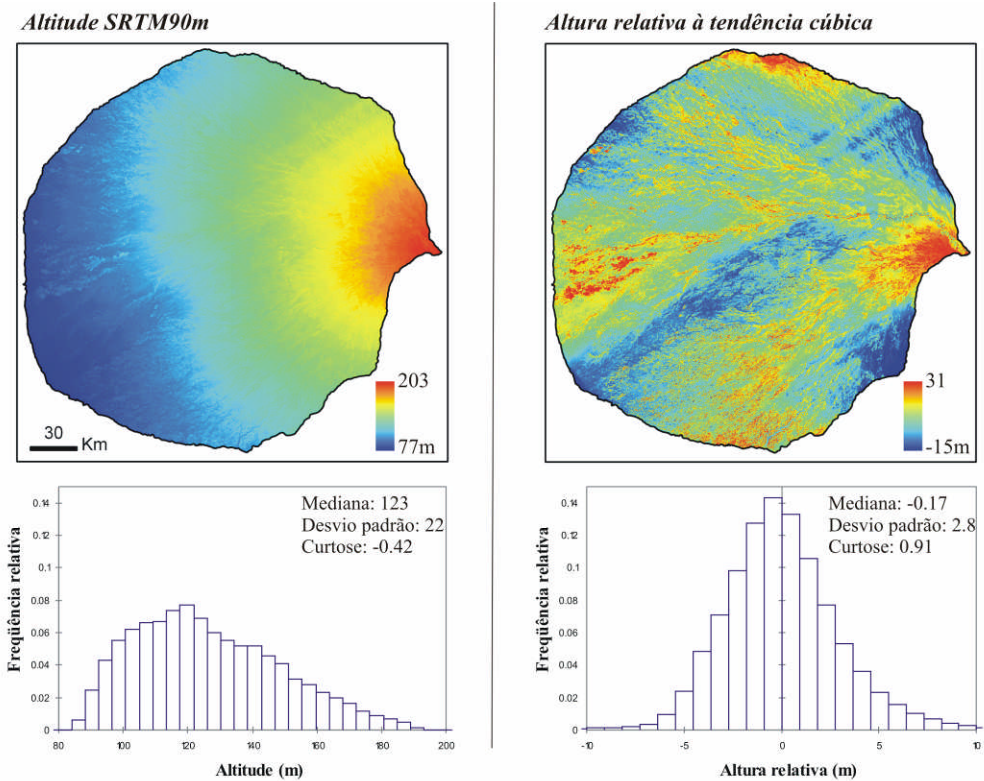 Altitude SRTM90m
203
77m
30
Km
Altura relativa à tendência cúbica
31
-15m
Mediana: 123
Desvio padrão: 22
Curtose: -0.42
Freqüência relativa
0.14
0.12
0.1
0.08
0.06
0.04
0.02
0
80 100 120 140 160 180 200
Altitude (m)
Mediana: -0.17
Desvio padrão: 2.8
Curtose: 0.91
Freqüência relativa
0.14
0.12
0.1
0.08
0.06
0.04
0.02
0
-10 -5 0 5 10
Altura relativa (m)